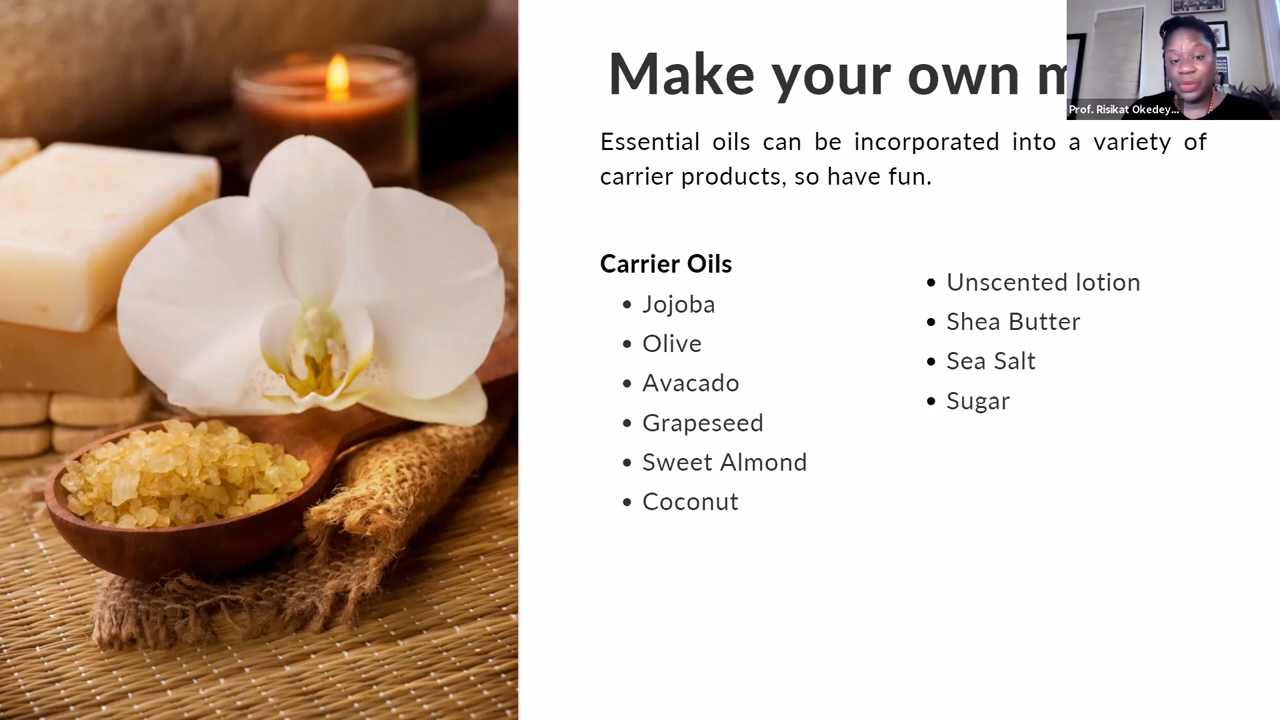 Make your own
Prof. Risikat Okedey...
Essential oils can be incorporated into a variety of
carrier products, so have fun.
Carrier Oils
• Jojoba
• Olive
• Avacado
• Grapeseed
• Sweet Almond
• Coconut
• Unscented lotion
• Shea Butter
• Sea Salt
• Sugar